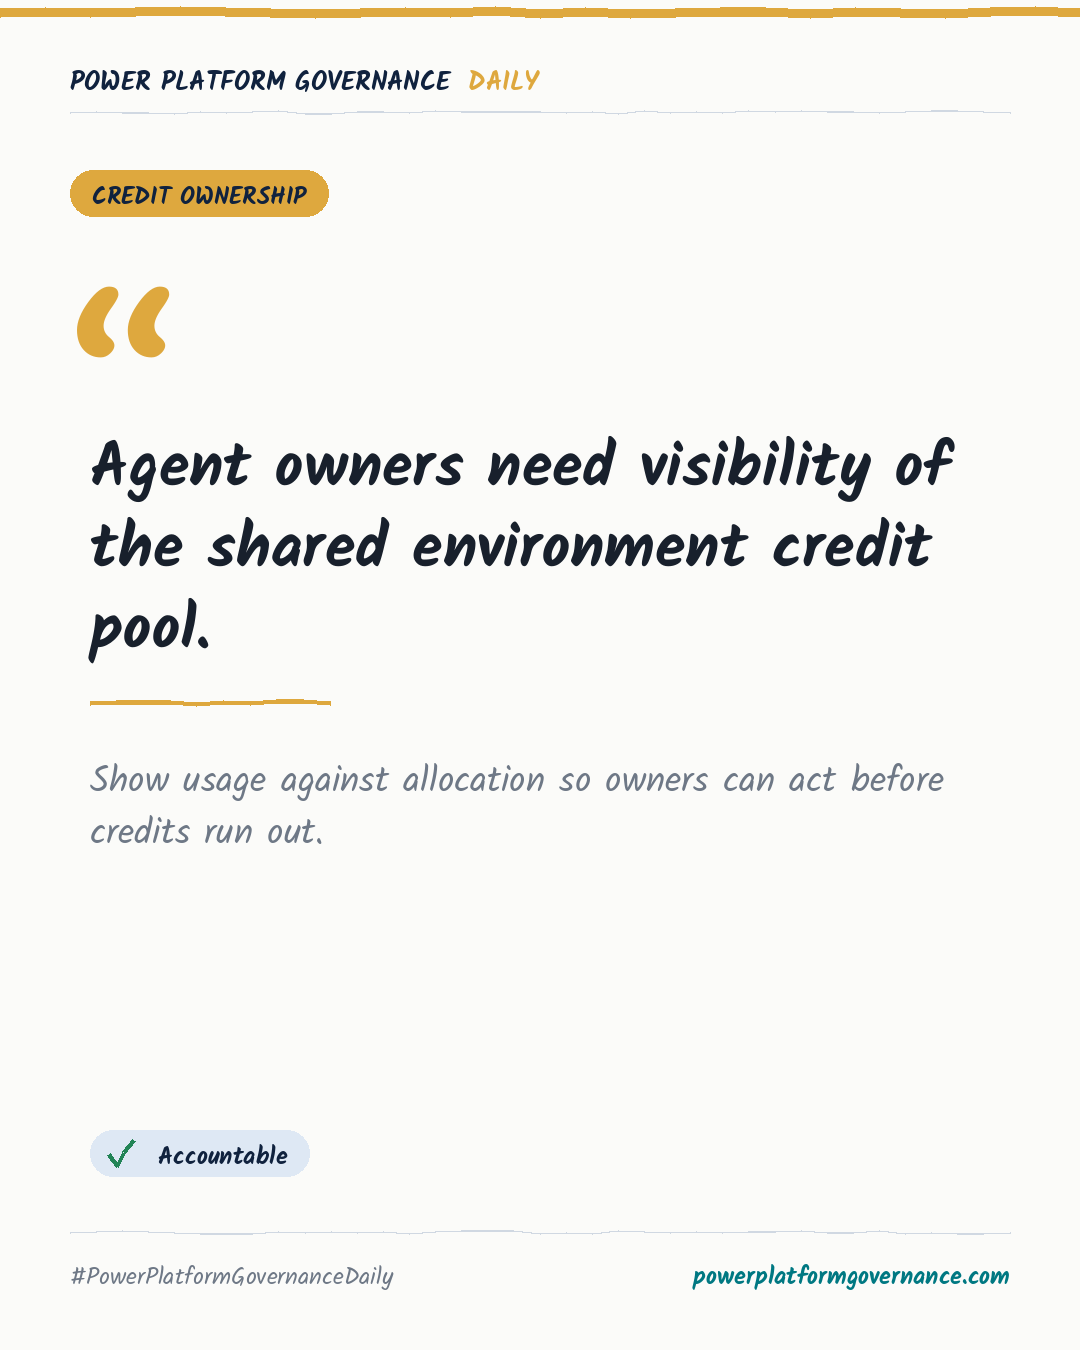 POWER PLATFORM GOVERNANCE DAILY
CREDIT OWNERSHIP
“
Agent owners need visibility of
the shared environment credit
pool.
Show usage against allocation so owners can act before
credits run out.
✓ Accountable
#PowerPlatformGovernanceDaily
powerplatformgovernance.com